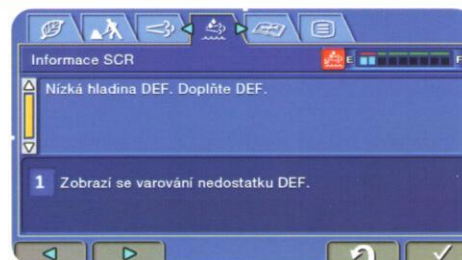 Informace SCR
E F
Nízká hladina DEF. Doplňte DEF.
1 Zobrazí se varování nedostatku DEF.